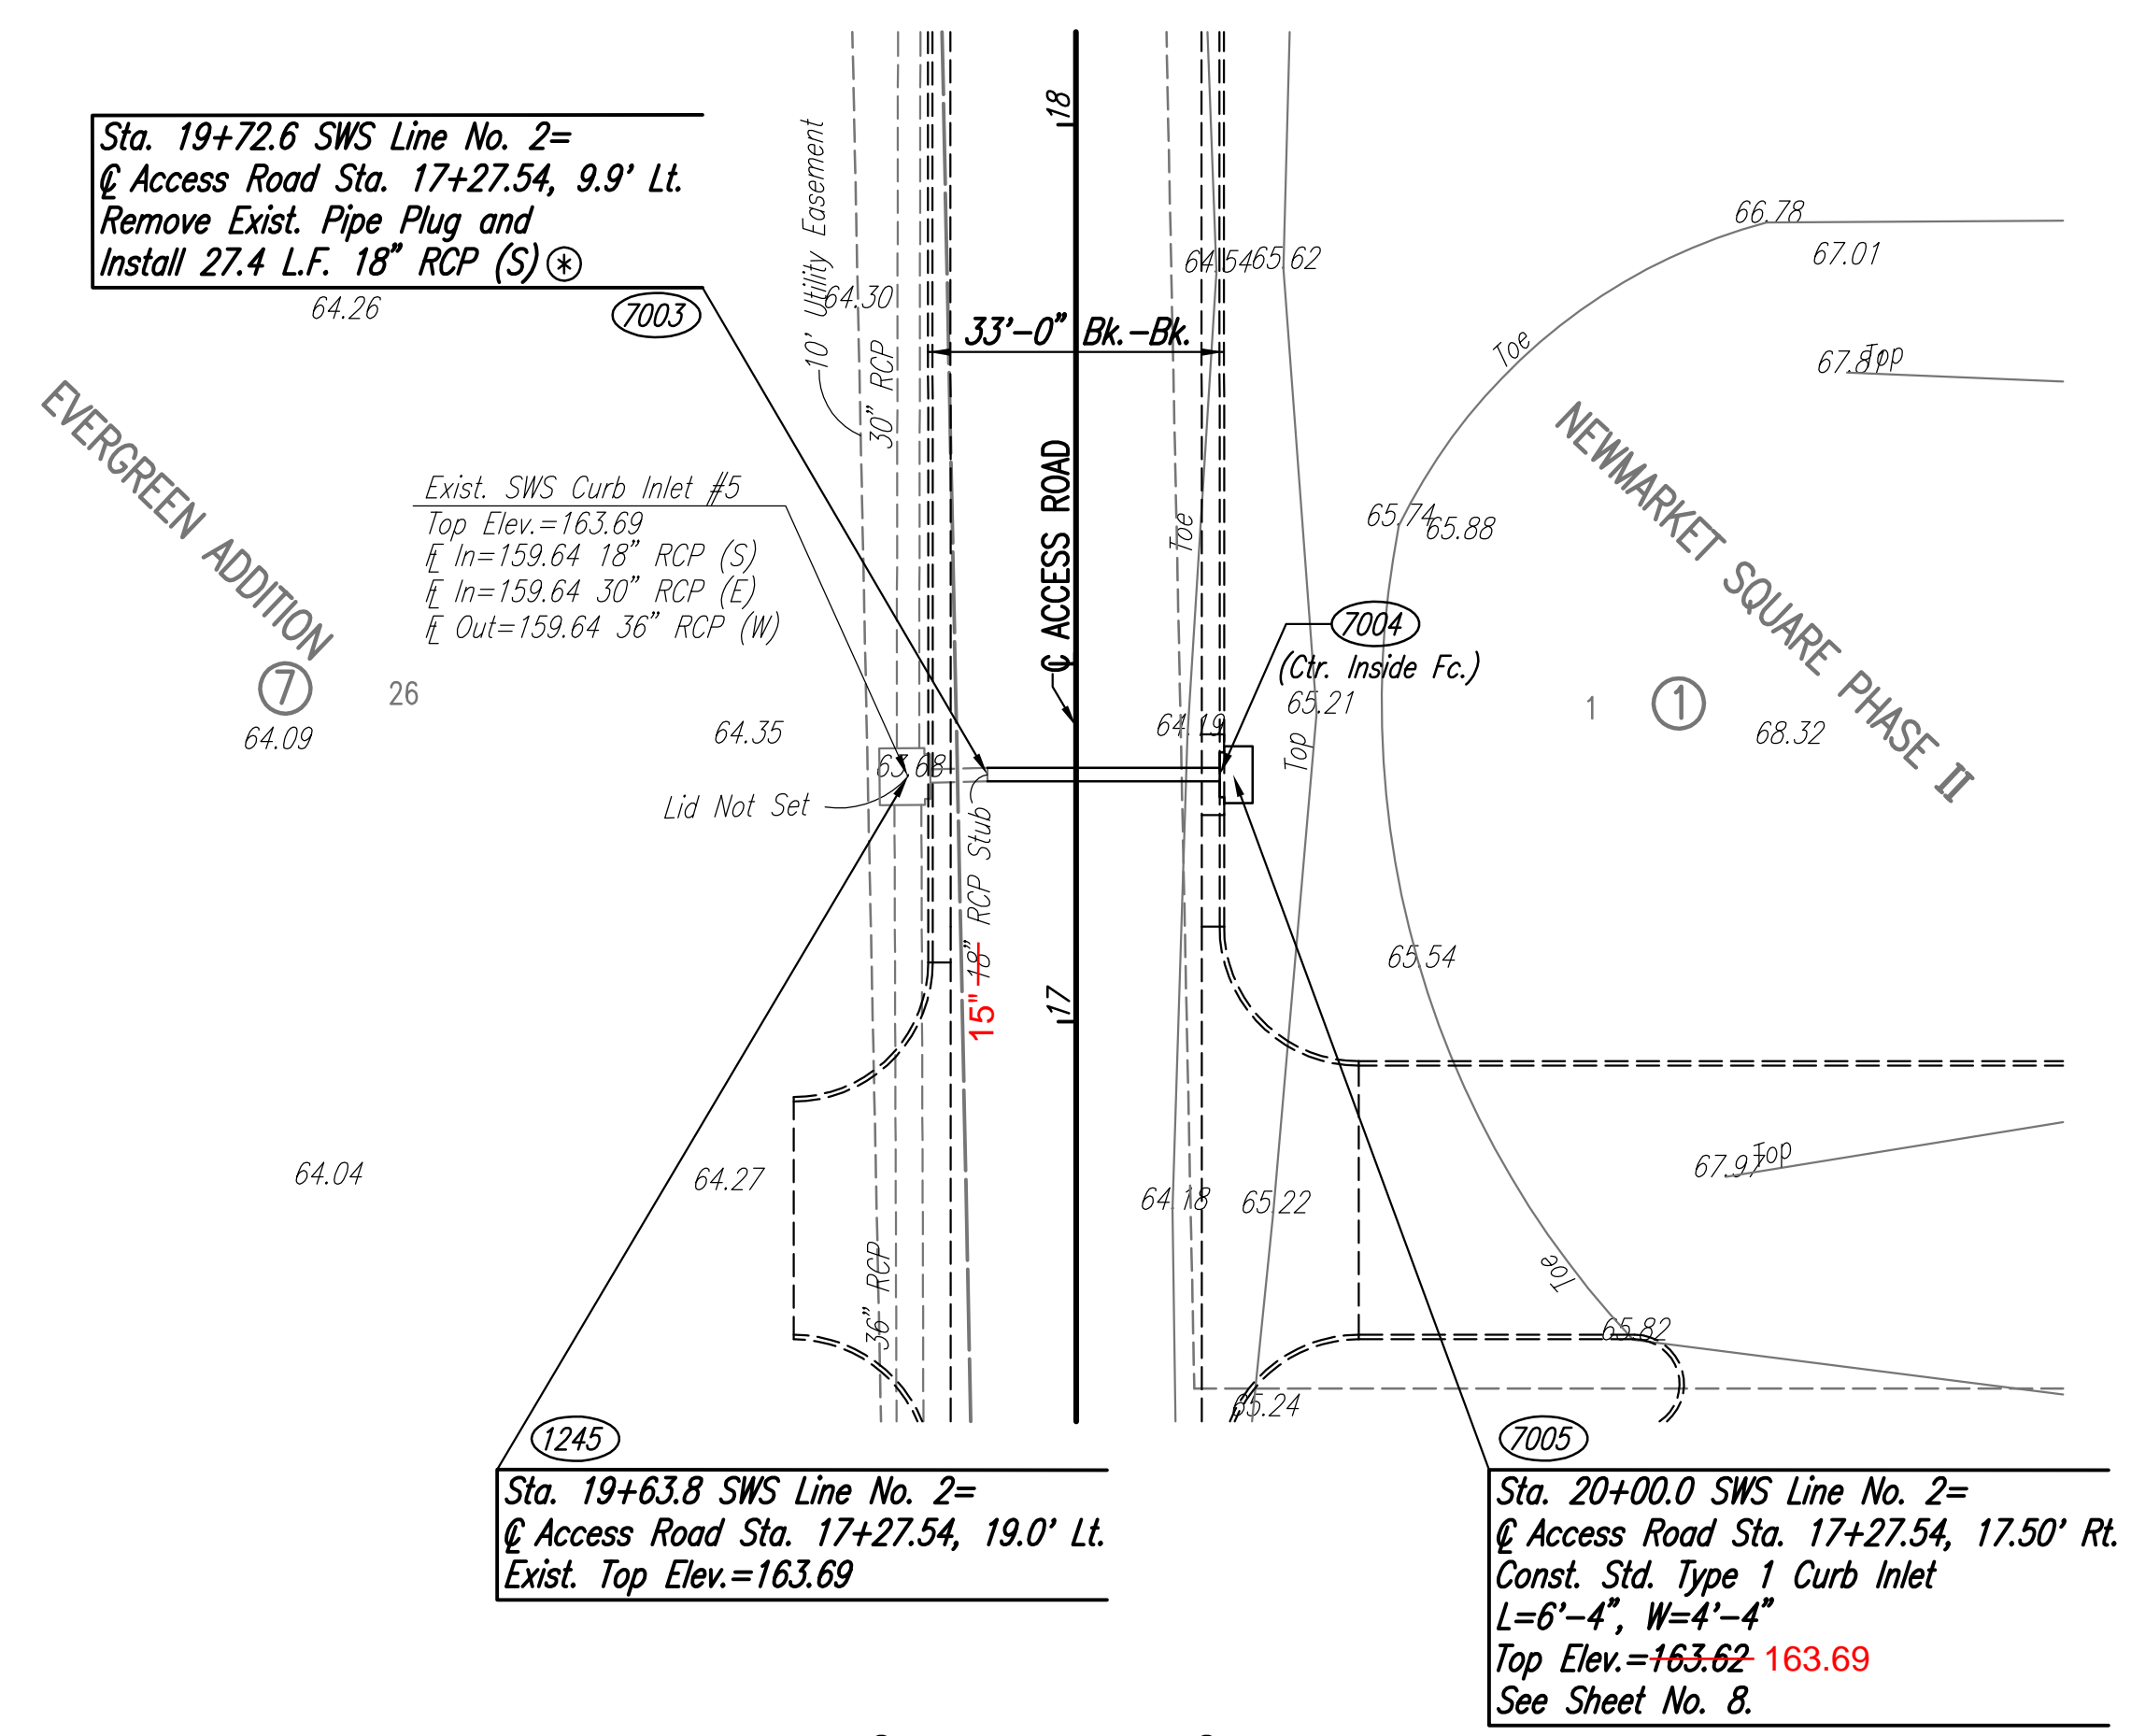 Sta. 19+72.6 SWS Line No. 2=
℄ Access Road Sta. 17+27.54, 9.9' Lt.
Remove Exist. Pipe Plug and
Install 27.4 L.F. 18" RCP (S) ⊛
64.26
7003
10' Utility Easement
64.30
30" RCP
18
33'-0" Bk.-Bk.
64.54
65.62
66.78
67.01
Toe
67.81
Top
EVERGREEN ADDITION
NEWMARKET SQUARE PHASE II
Exist. SWS Curb Inlet #5
Top Elev.=163.69
FL In=159.64 18" RCP (S)
FL In=159.64 30" RCP (E)
FL Out=159.64 36" RCP (W)
℄ ACCESS ROAD
Toe
65.74
65.88
7004
(Ctr. Inside Fc.)
65.21
7
26
64.09
64.35
64.19
Top
1
1
68.32
63.68
Lid Not Set
18" RCP Stub
15"
17
65.54
64.04
64.27
64.18
65.22
67.97
Top
36" RCP
Toe
65.82
65.24
1245
Sta. 19+63.8 SWS Line No. 2=
℄ Access Road Sta. 17+27.54, 19.0' Lt.
Exist. Top Elev.=163.69
7005
Sta. 20+00.0 SWS Line No. 2=
℄ Access Road Sta. 17+27.54, 17.50' Rt.
Const. Std. Type 1 Curb Inlet
L=6'-4", W=4'-4"
Top Elev.=163.62 163.69
See Sheet No. 8.